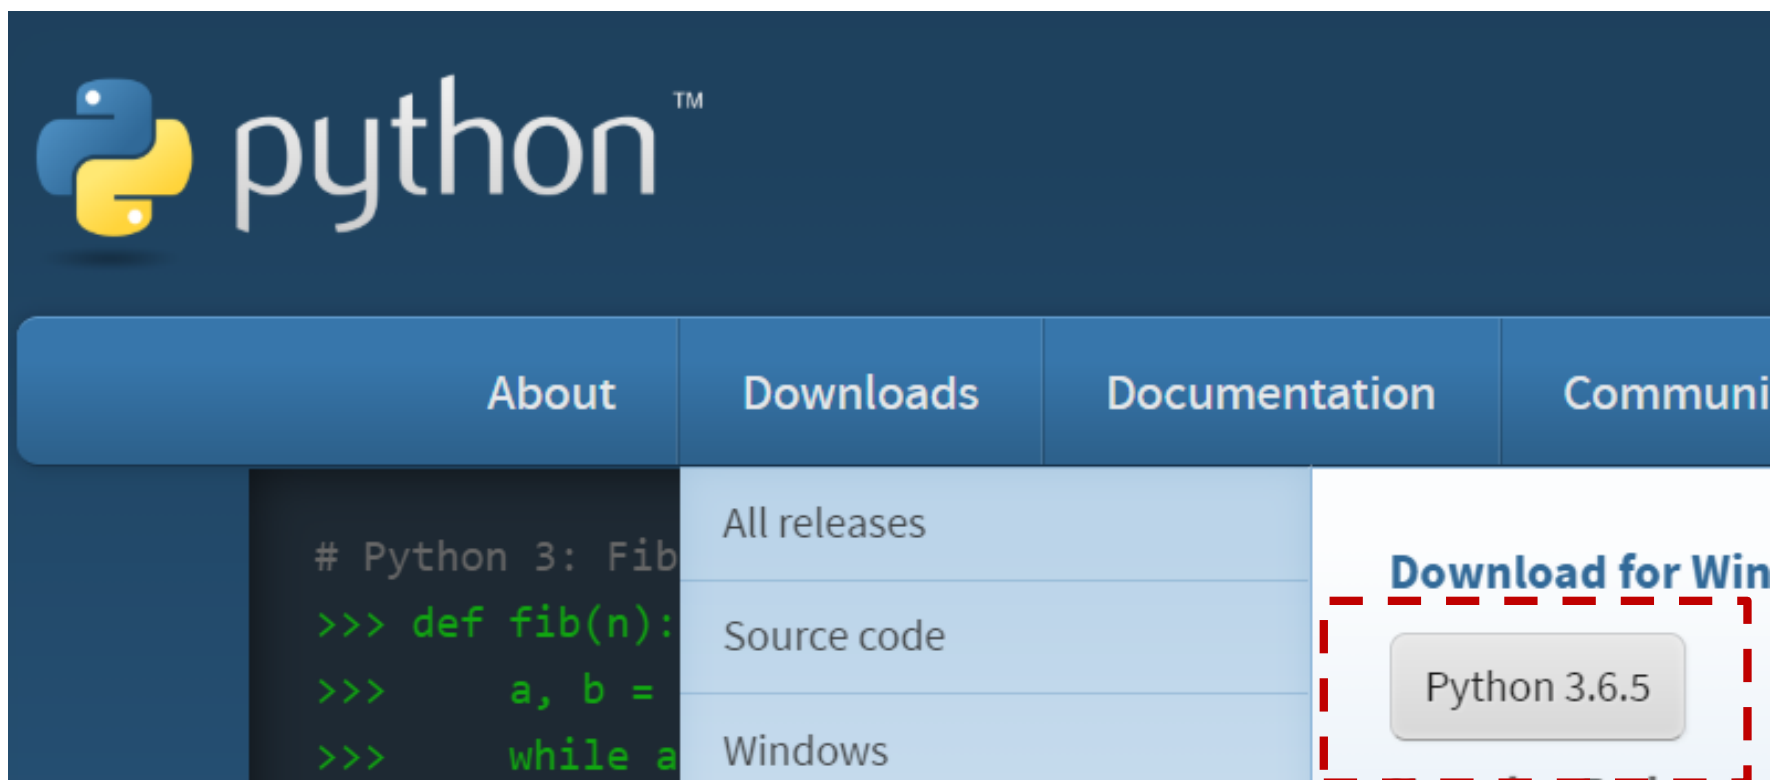 python™
About
Downloads
Documentation
Communi
# Python 3: Fib
>>> def fib(n):
>>>     a, b =
>>>     while a
All releases
Source code
Windows
Download for Win
Python 3.6.5